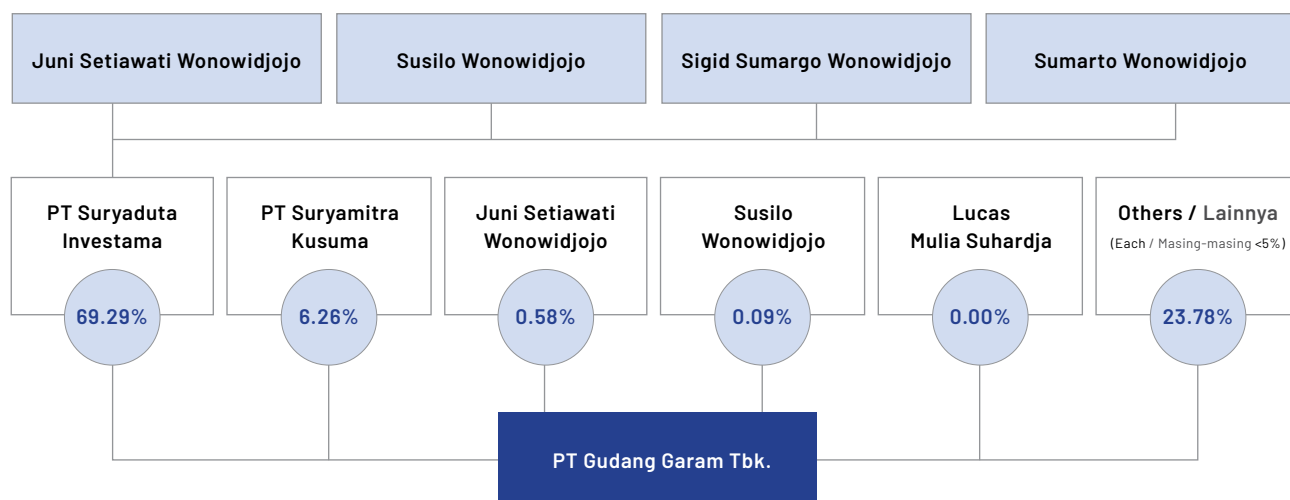 Juni Setiawati Wonowidjojo
Susilo Wonowidjojo
Sigid Sumargo Wonowidjojo
Sumarto Wonowidjojo
PT Suryaduta
Investama
69.29%
PT Suryamitra
Kusuma
6.26%
Juni Setiawati
Wonowidjojo
0.58%
Susilo
Wonowidjojo
0.09%
Lucas
Mulia Suhardja
0.00%
Others / Lainnya
(Each / Masing-masing <5%)
23.78%
PT Gudang Garam Tbk.